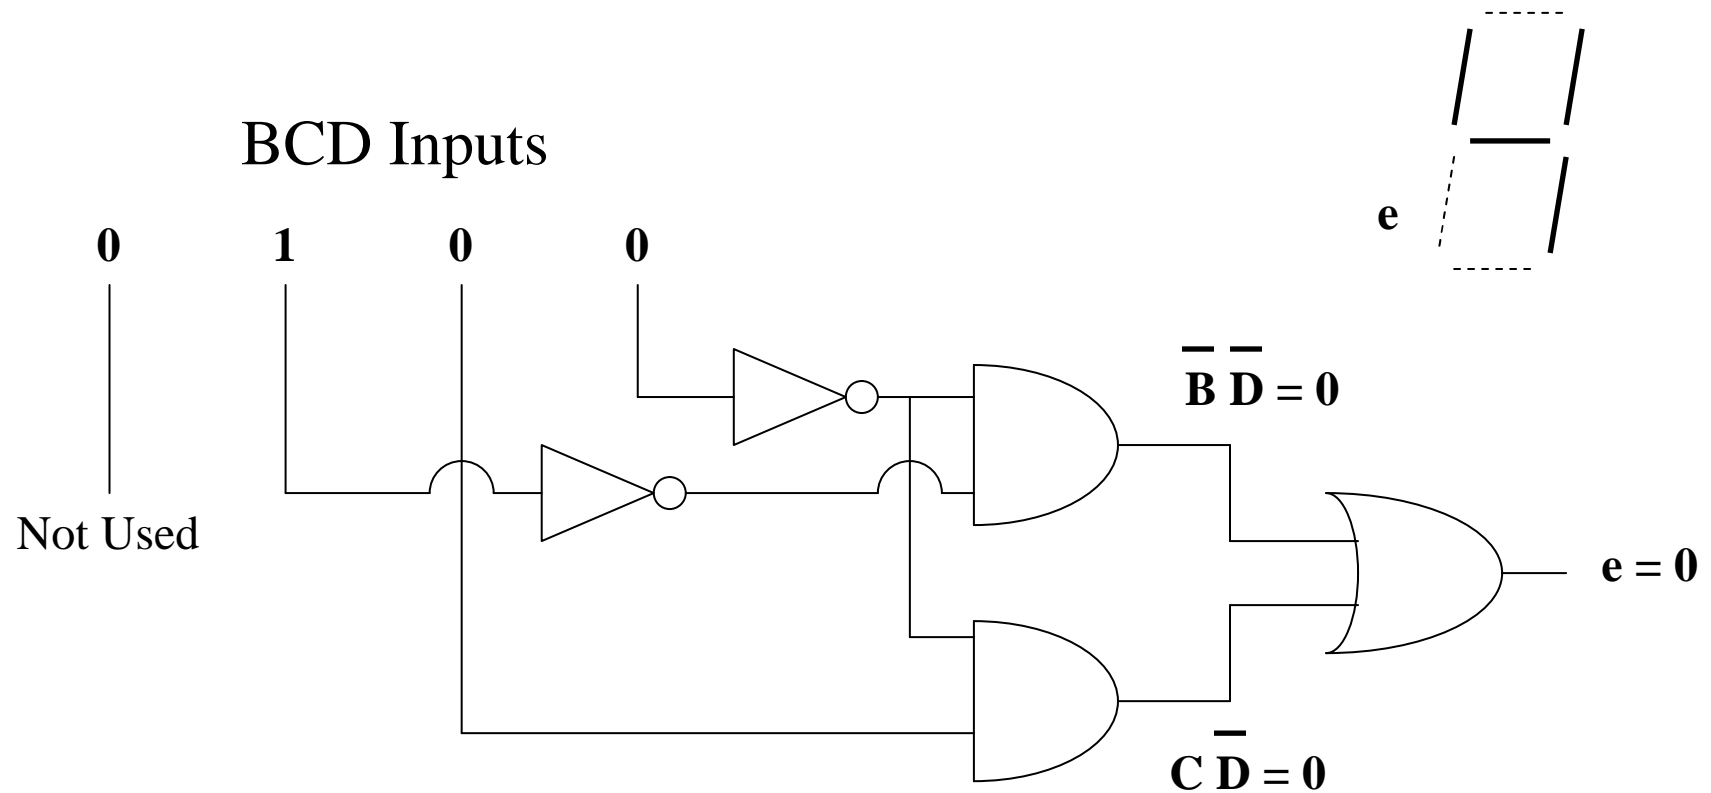 BCD Inputs
e
0 1 0 0
B̅ D̅ = 0
Not Used
e = 0
C D̅ = 0